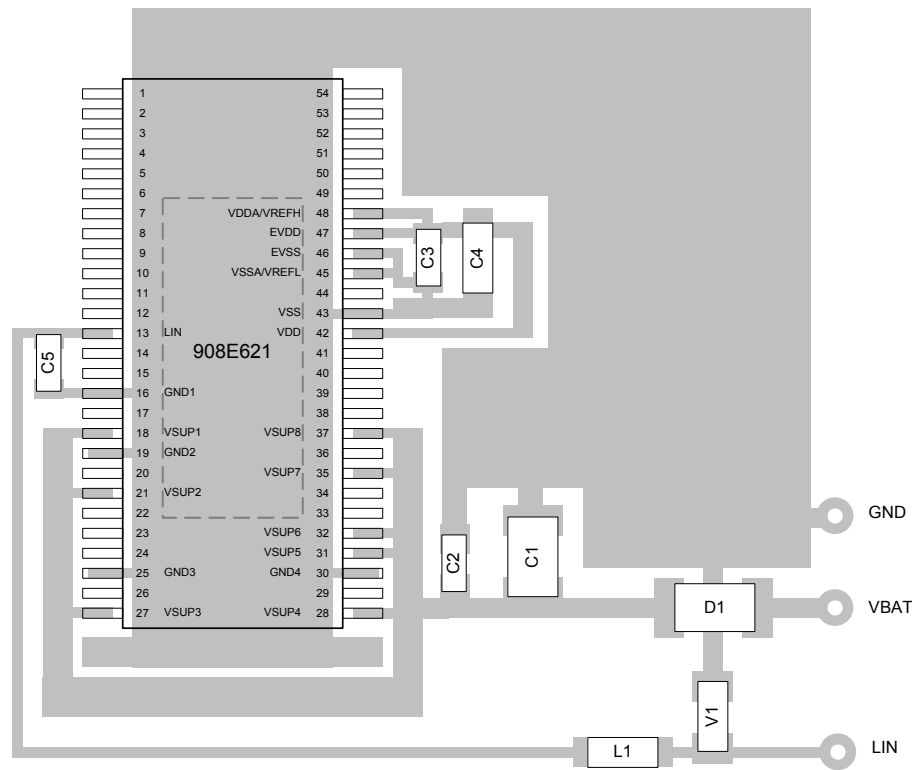 1 54
2 53
3 52
4 51
5 50
6 49
7 VDDA/VREFH 48
8 EVDD 47
9 EVSS 46
10 VSSA/VREFL 45
11 44
12 VSS 43
13 LIN VDD 42
14 908E621 41
15 40
16 GND1 39
17 38
18 VSUP1 VSUP8 37
19 GND2 36
20 VSUP7 35
21 VSUP2 34
22 33
23 VSUP6 32
24 VSUP5 31
25 GND3 GND4 30
26 29
27 VSUP3 VSUP4 28
C5
C3
C4
C2
C1
GND
D1
VBAT
V1
L1
LIN